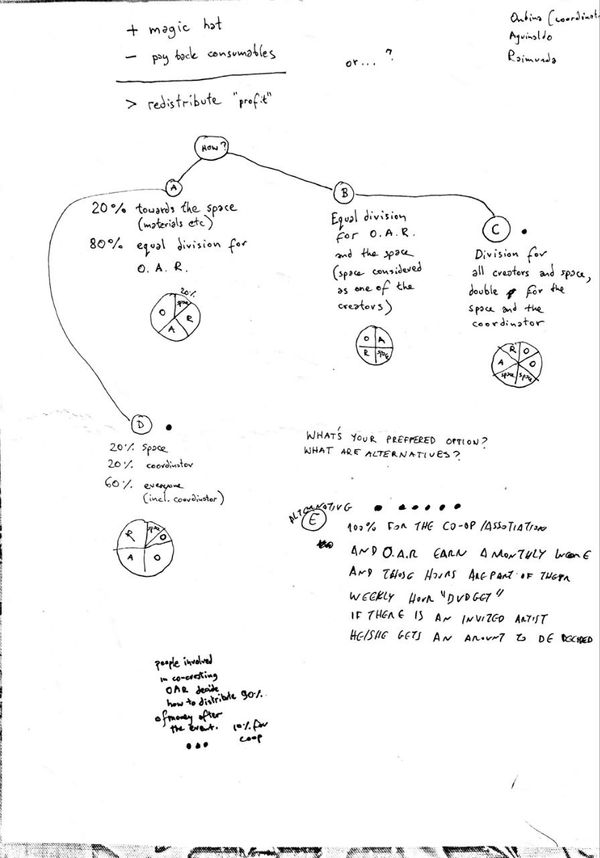 + magic hat
- pay back consumables
> redistribute "profit"
or... ?
Onbina (coordinato
Aguinaldo
Raimunda
HOW?
A
20% towards the space
(materials etc)
80% equal division for
O. A. R.
20%
space
O
R
A
B
Equal division
for O. A. R.
and the space
(space considered
as one of the
creators)
O A
R space
C
Division for
all creators and space,
double for the
space and the
coordinator
R O
A O
space space
D
20% space
20% coordinator
60% everyone
(incl. coordinator)
R space
O
A O
WHAT'S YOUR PREFFERED OPTION?
WHAT ARE ALTERNATIVES?
ALTERNATIVE
E
100% FOR THE CO-OP/ASSOTIATION
AND O.A.R EARN A MONTHLY WAGE
AND THOSE HOURS ARE PART OF THEIR
WEEKLY HOUR "BUDGET"
IF THERE IS AN INVITED ARTIST
HE/SHE GETS AN AMOUNT TO BE DECIDED
people involved
in co-creating
OAR decide
how to distribute 90%
of money after
the event. 10% for
coop